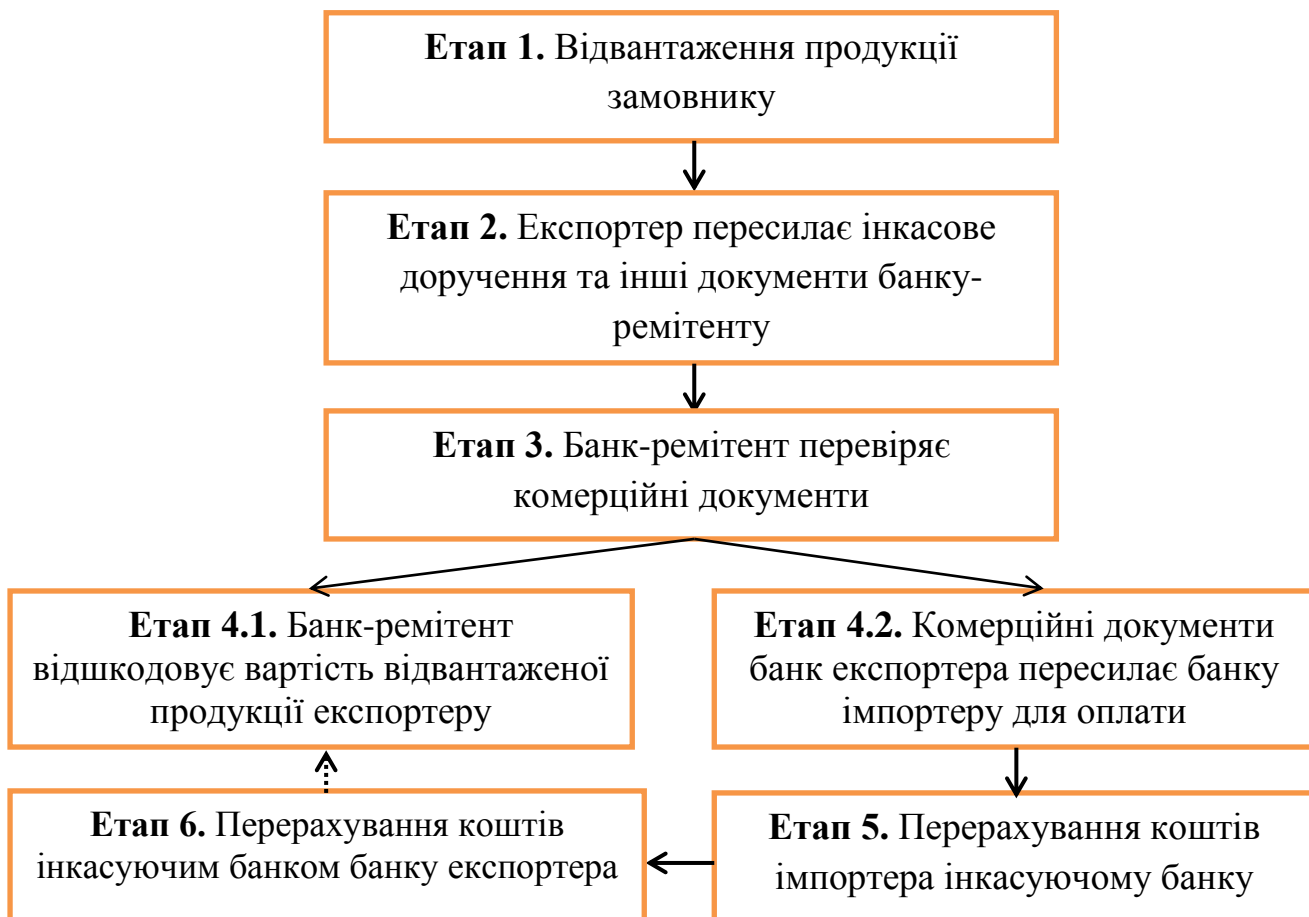 Етап 1. Відвантаження продукції
замовнику
Етап 2. Експортер пересилає інкасове
доручення та інші документи банку-
ремітенту
Етап 3. Банк-ремітент перевіряє
комерційні документи
Етап 4.1. Банк-ремітент
відшкодовує вартість відвантаженої
продукції експортеру
Етап 4.2. Комерційні документи
банк експортера пересилає банку
імпортеру для оплати
Етап 6. Перерахування коштів
інкасуючим банком банку експортера
Етап 5. Перерахування коштів
імпортера інкасуючому банку